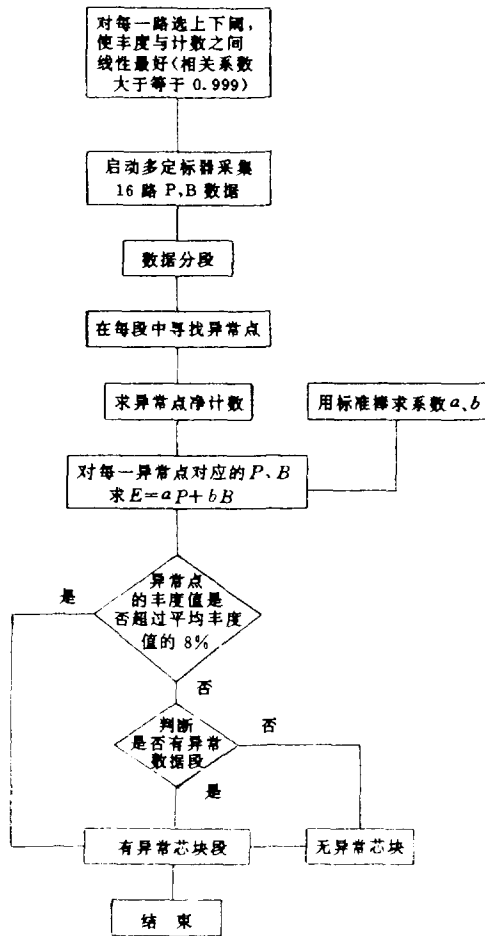 对每一路选上下阈,
使丰度与计数之间
线性最好(相关系数
大于等于 0.999)
启动多定标器采集
16 路 P,B 数据
数据分段
在每段中寻找异常点
求异常点净计数
用标准棒求系数 a、b
对每一异常点对应的 P、B
求 E=aP+bB
异常点
的丰度值是
否超过平均丰度
值的 8%
是
否
判断
是否有异常
数据段
否
是
有异常芯块段
无异常芯块
结 束